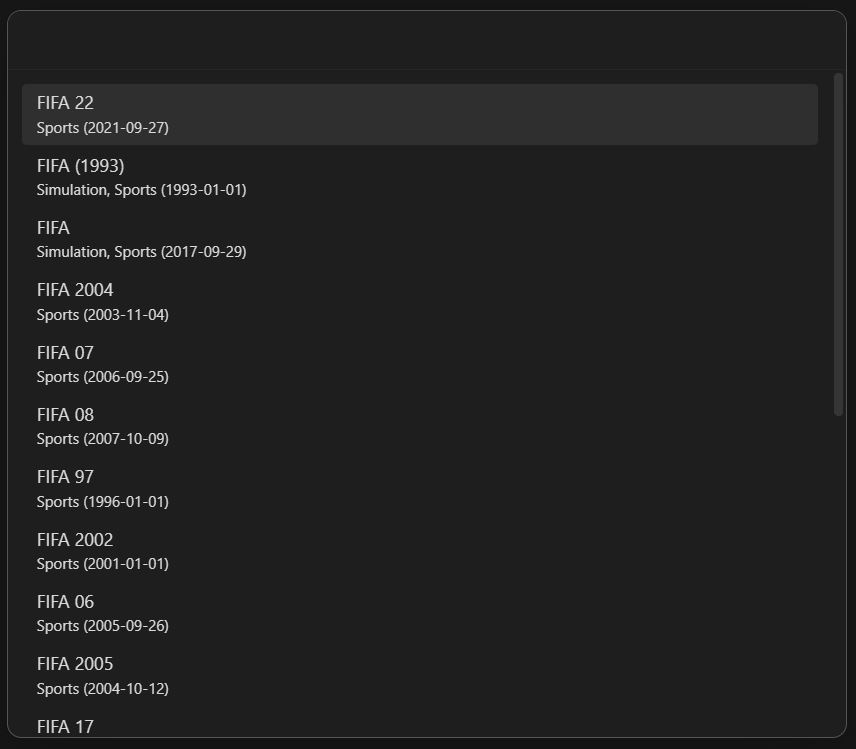 FIFA 22
Sports (2021-09-27)
FIFA (1993)
Simulation, Sports (1993-01-01)
FIFA
Simulation, Sports (2017-09-29)
FIFA 2004
Sports (2003-11-04)
FIFA 07
Sports (2006-09-25)
FIFA 08
Sports (2007-10-09)
FIFA 97
Sports (1996-01-01)
FIFA 2002
Sports (2001-01-01)
FIFA 06
Sports (2005-09-26)
FIFA 2005
Sports (2004-10-12)
FIFA 17